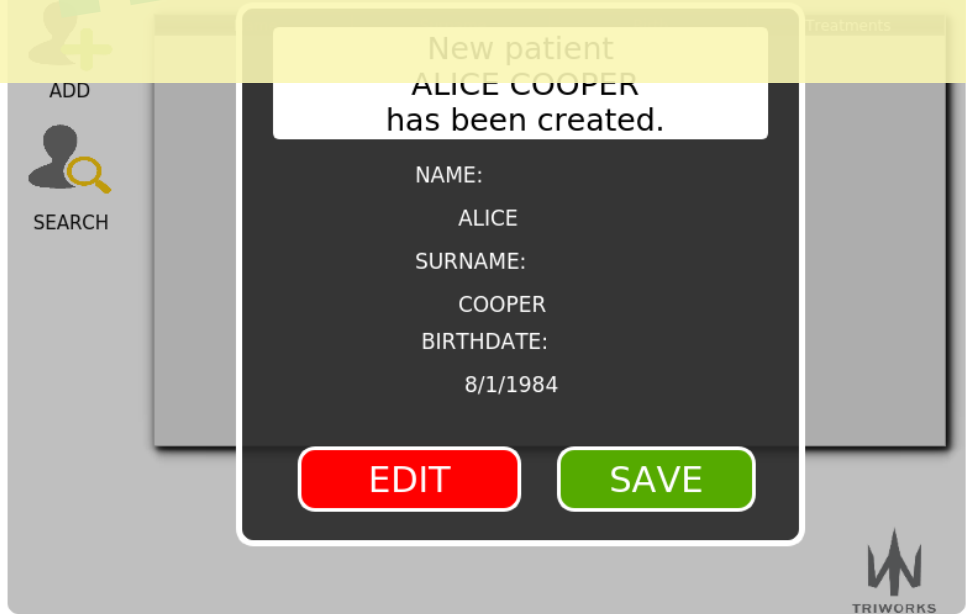 Treatments
New patient
ALICE COOPER
has been created.
ADD
SEARCH
NAME:
ALICE
SURNAME:
COOPER
BIRTHDATE:
8/1/1984
EDIT
SAVE
TRIWORKS